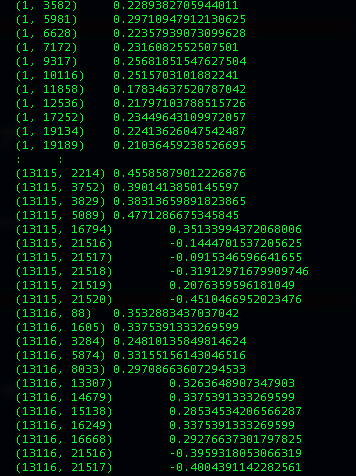 (1, 3582) 0.2289382705944011
(1, 5981) 0.29710947912130625
(1, 6628) 0.22357939073099628
(1, 7172) 0.2316082552507501
(1, 9317) 0.25681851547627504
(1, 10116) 0.2515703101882241
(1, 11858) 0.17834637520787042
(1, 12536) 0.21797103788515726
(1, 17252) 0.23449643109972057
(1, 19134) 0.22413626047542487
(1, 19189) 0.21036459238526695
: :
(13115, 2214) 0.45585879012226876
(13115, 3752) 0.3901413850145597
(13115, 3829) 0.38313659891823865
(13115, 5089) 0.4771286675345845
(13115, 16794) 0.35133994372068006
(13115, 21516) -0.1444701537205625
(13115, 21517) -0.0915346596641655
(13115, 21518) -0.31912971679909746
(13115, 21519) 0.2076359596181049
(13115, 21520) -0.4510466952023476
(13116, 88) 0.3532883437037042
(13116, 1605) 0.3375391333269599
(13116, 3284) 0.24810135849814624
(13116, 5874) 0.33155156143046516
(13116, 8033) 0.29708663607294533
(13116, 13307) 0.3263648907347903
(13116, 14679) 0.3375391333269599
(13116, 15138) 0.28534534206566287
(13116, 16249) 0.3375391333269599
(13116, 16668) 0.29276637301797825
(13116, 21516) -0.3959318053066319
(13116, 21517) -0.4004391142282561